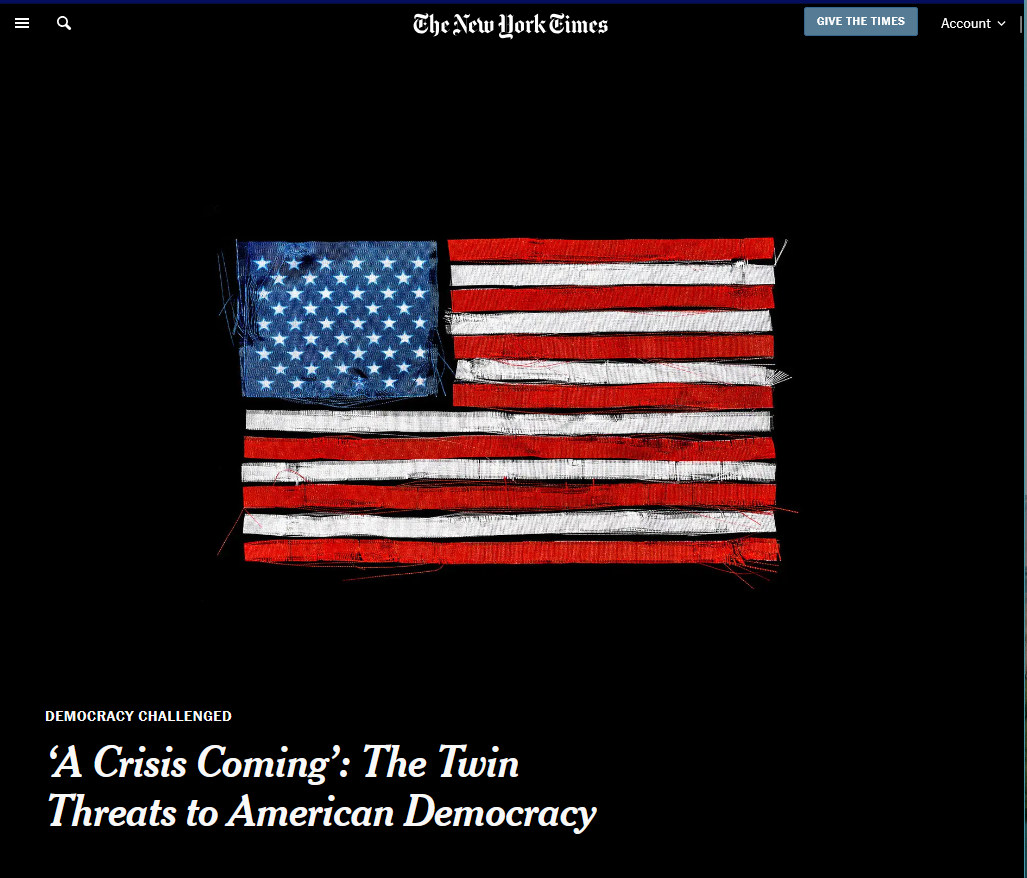 The New York Times
GIVE THE TIMES
Account
DEMOCRACY CHALLENGED
‘A Crisis Coming’: The Twin
Threats to American Democracy